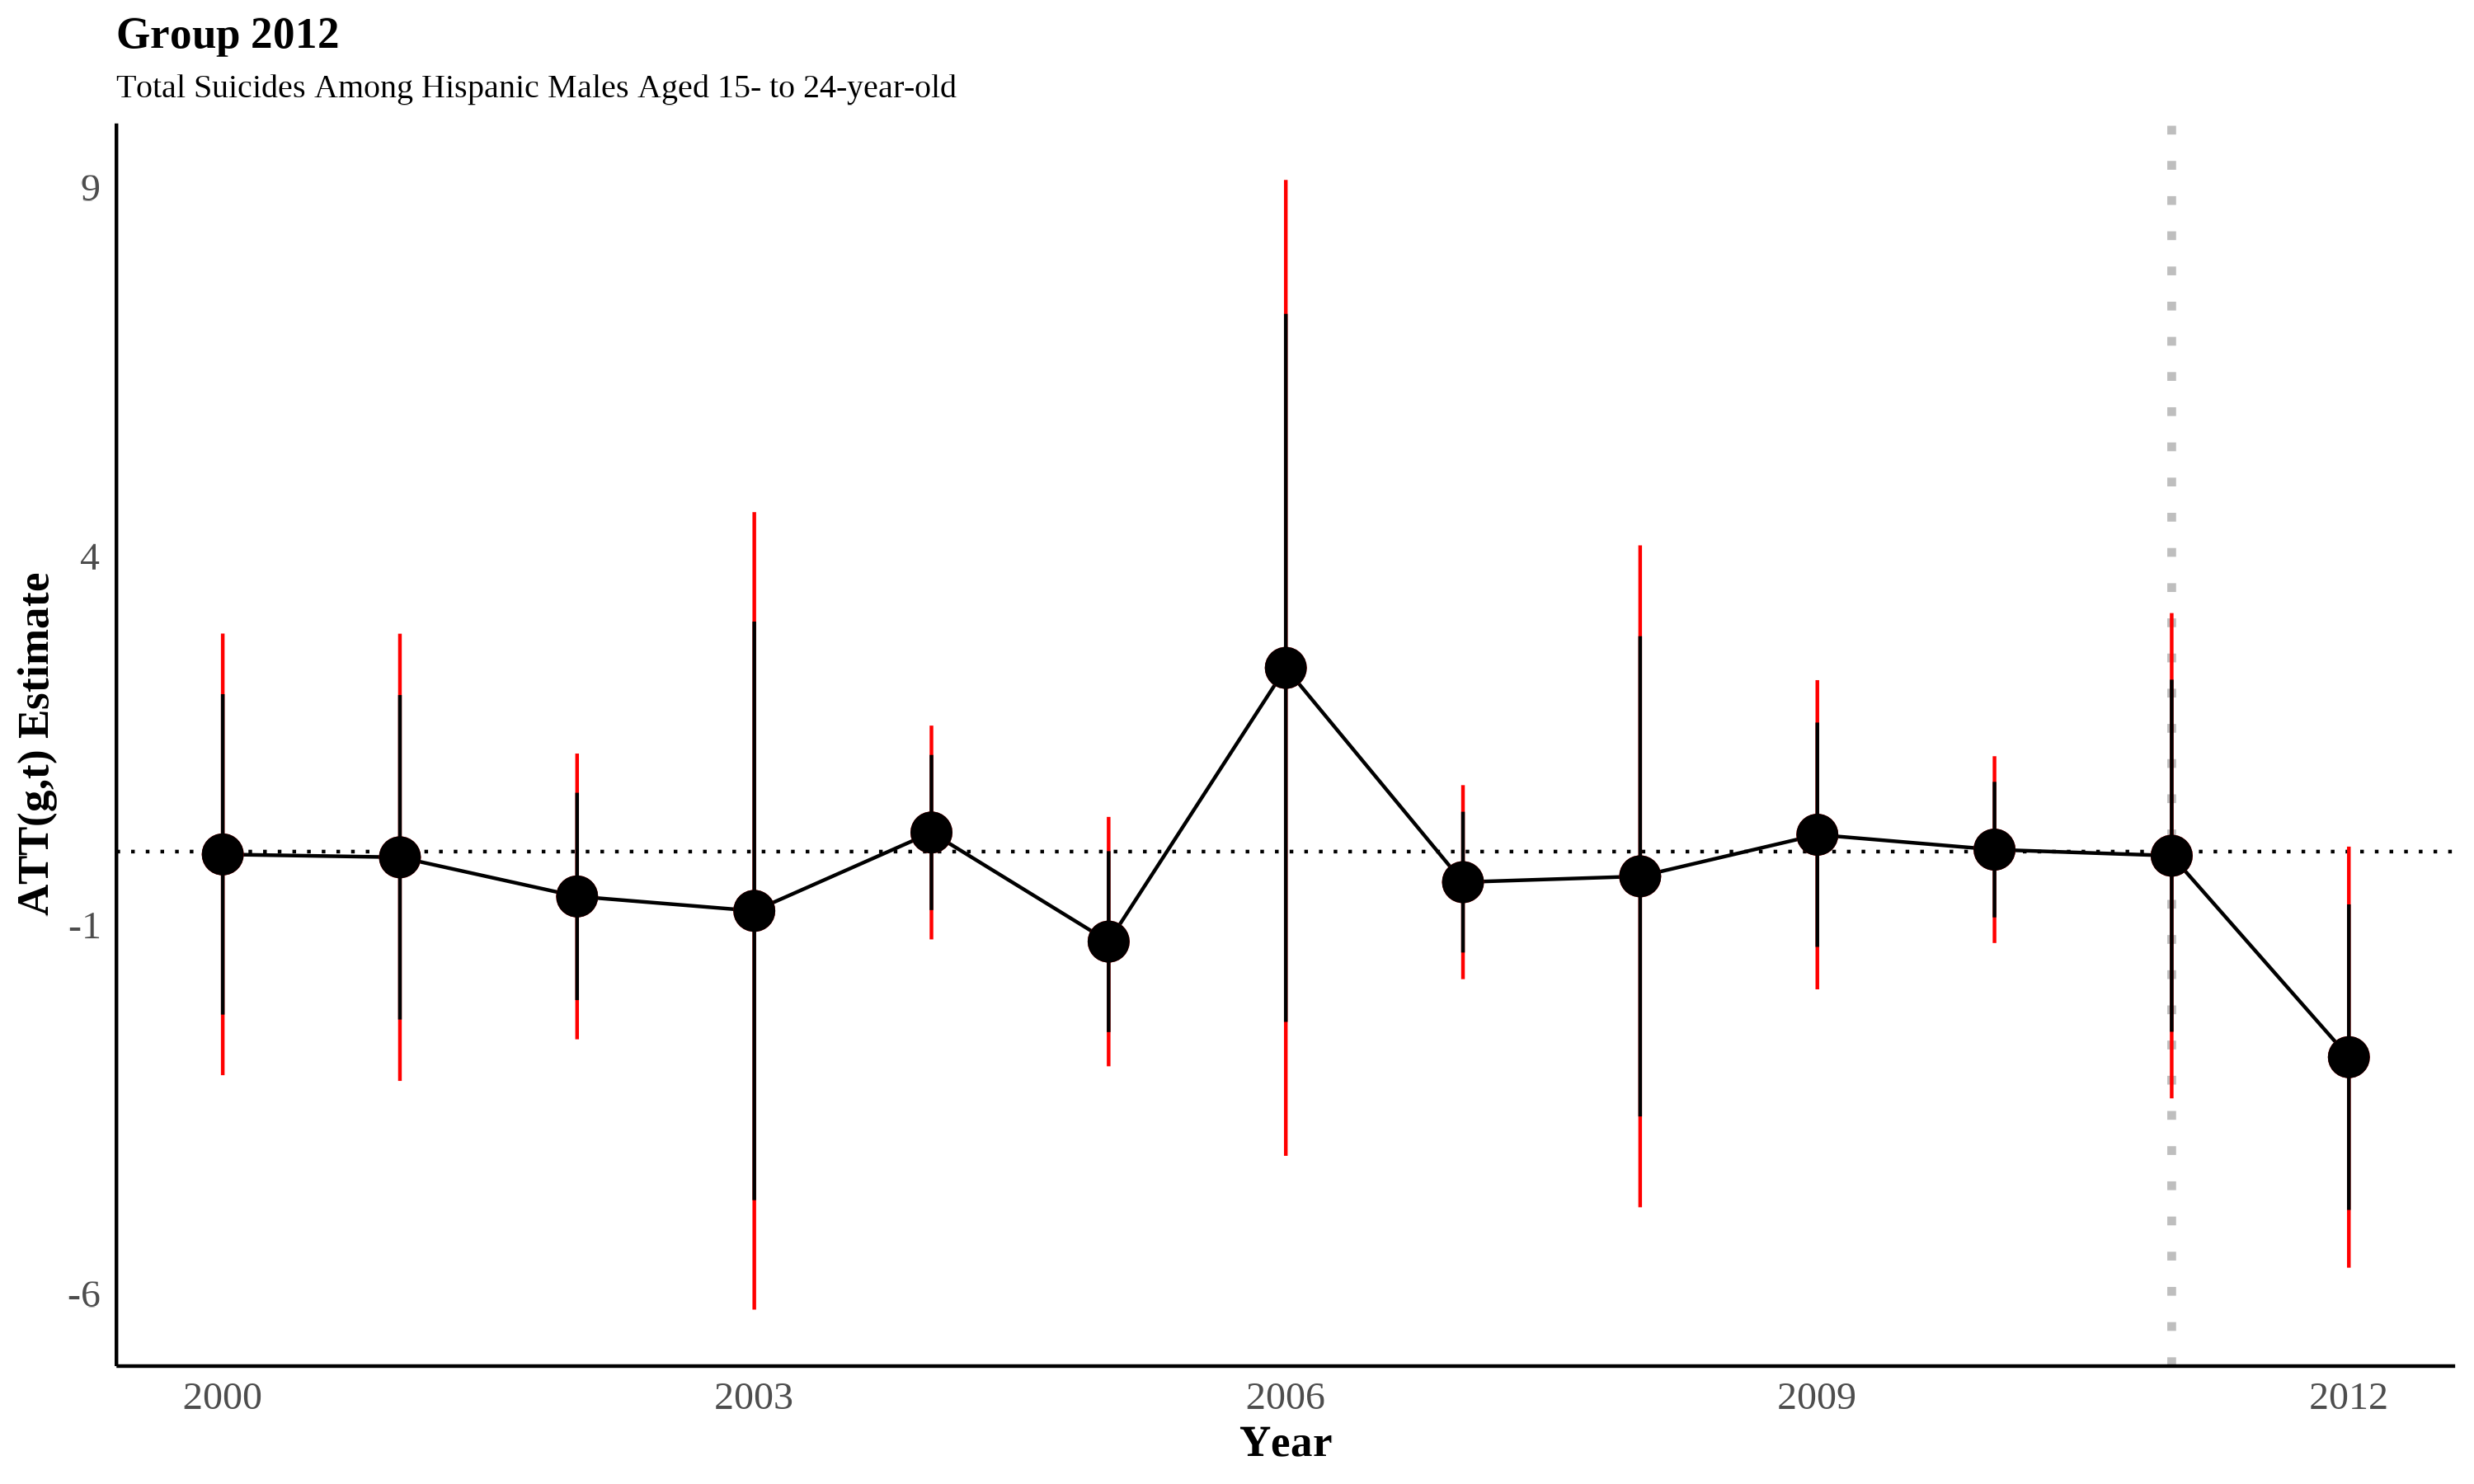 Group 2012
Total Suicides Among Hispanic Males Aged 15- to 24-year-old
9
4
-1
-6
ATT(g,t) Estimate
2000 2003 2006 2009 2012
Year